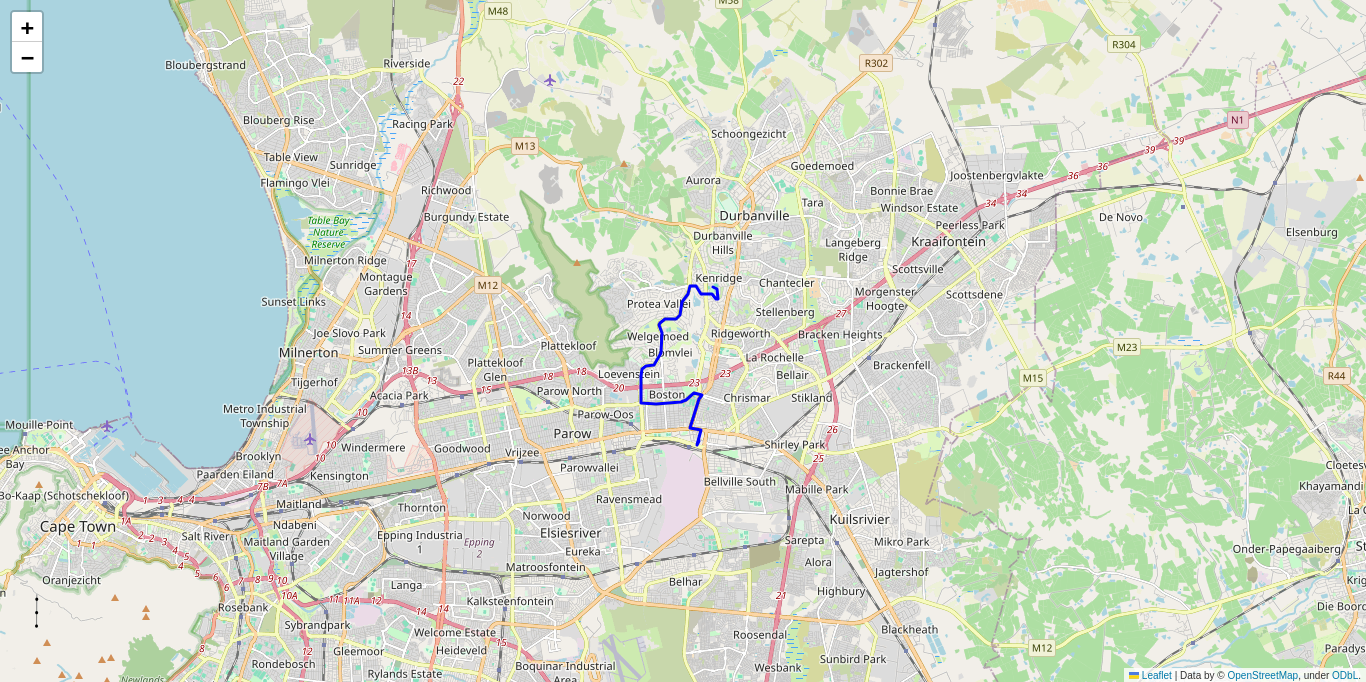 +
−
M48
M58
R304
Bloubergstrand
Riverside
R302
22
Blouberg Rise
Racing Park
Schoongezicht
N1
39
39
36
36
M13
Table View
Sunridge
Goedemoed
Flamingo Vlei
Richwood
Aurora
Bonnie Brae
Joostenbergvlakte
34
34
Tara
Windsor Estate
Table Bay
Nature
Reserve
Burgundy Estate
Durbanville
De Novo
Peerless Park
Elsenburg
Durbanville
Hills
Langeberg
Ridge
Kraaifontein
Milnerton Ridge
17
Montague
Gardens
M12
Kenridge
Chantecler
Scottsville
Sunset Links
Protea Vallei
Morgenster
Hoogte
Scottsdene
14
Stellenberg
27
Joe Slovo Park
Welgemoed
Ridgeworth
Bracken Heights
Milnerton
Summer Greens
Plattekloof
Blomvlei
M23
La Rochelle
Plattekloof
Glen
Tijgerhof
13B
13
Loevenstein
Bellair
Brackenfell
R44
M15
18
18
15
20
23
23
Acacia Park
Parow North
Boston
Chrismar
Stikland
Metro Industrial
Township
10
Parow-Oos
Mouille Point
Parow
26
Windermere
Goodwood
Vrijzee
Shirley Park
Brooklyn
10
ee Anchor
Bay
25
Paarden Eiland
Kensington
Parowvallei
Bellville South
Mabille Park
7B
7A
Bo-Kaap (Schotschekloof)
Maitland
Ravensmead
Khayamandi
Thornton
Norwood
Kuilsrivier
Cape Town
1A
Ndabeni
Elsiesriver
Salt River
Epping Industria
1
Epping
2
Maitland Garden
Village
Eureka
Sarepta
Mikro Park
Onder-Papegaaiberg
Matroosfontein
Alora
Jagtershof
Oranjezicht
Langa
Belhar
10A
Highbury
Rosebank
11A
12
14
21
Kalksteenfontein
Sybrandpark
Blackheath
Welcome Estate
Roosendal
M12
Gleemoor
Heideveld
15
Rondebosch
Boquinar Industrial
Area
Wesbank
Sunbird Park
Rylands Estate
Newlands
Leaflet | Data by © OpenStreetMap, under ODbL.